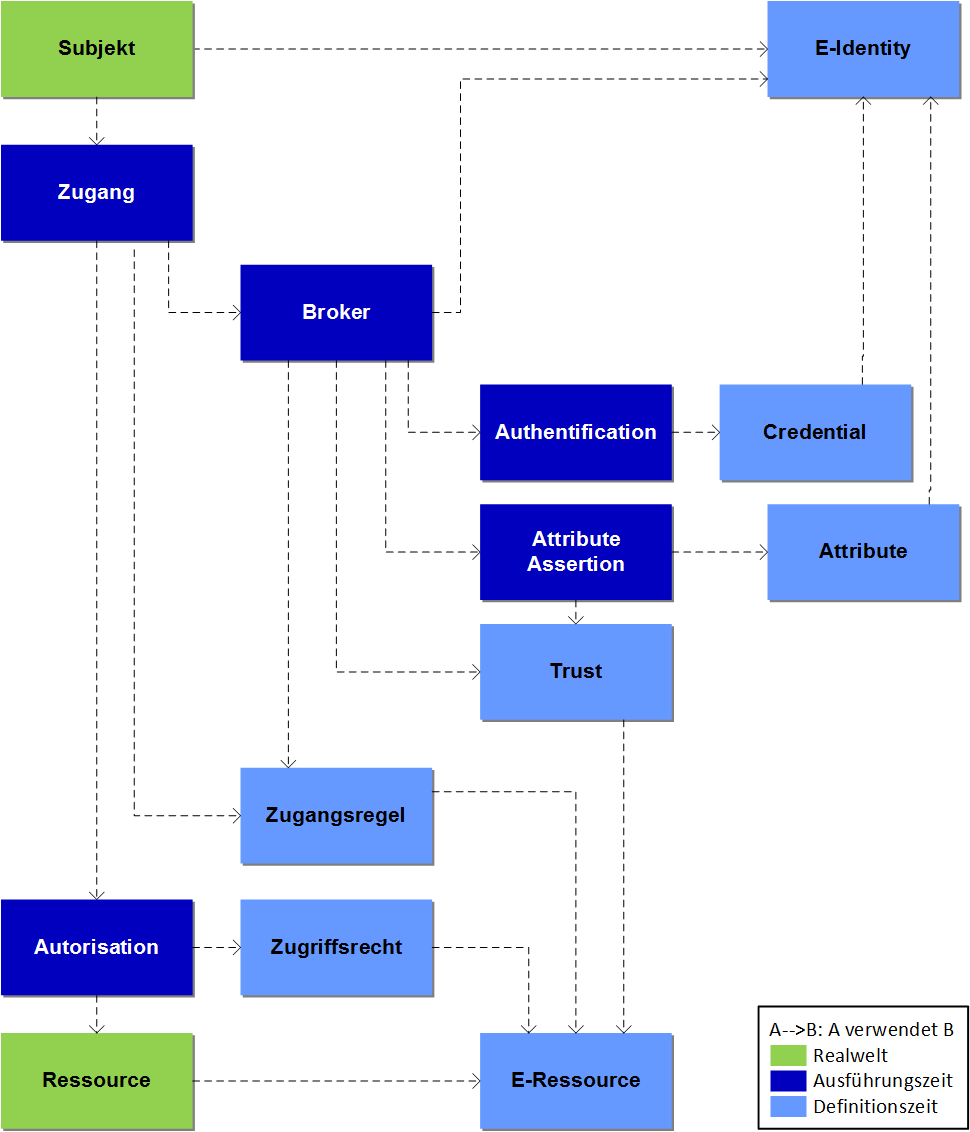 Subjekt
E-Identity
Zugang
Broker
Authentification
Credential
Attribute
Assertion
Attribute
Trust
Zugangsregel
Autorisation
Zugriffsrecht
Ressource
E-Ressource
A-->B: A verwendet B
Realwelt
Ausführungszeit
Definitionszeit